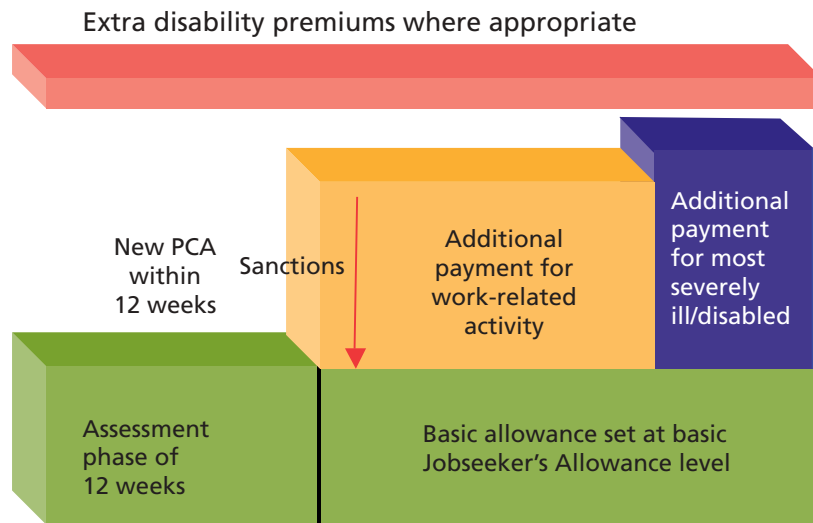 Extra disability premiums where appropriate
New PCA
within
12 weeks
Sanctions
Additional
payment for
work-related
activity
Additional
payment
for most
severely
ill/disabled
Assessment
phase of
12 weeks
Basic allowance set at basic
Jobseeker’s Allowance level